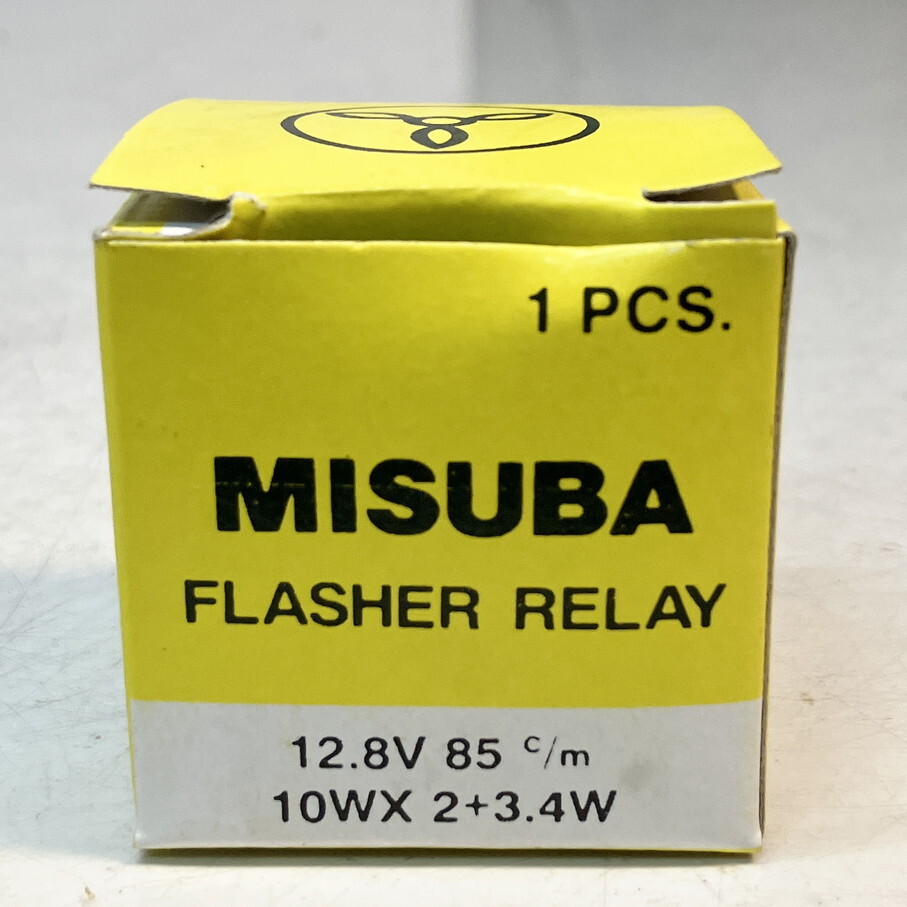 1 PCS.
MISUBA
FLASHER RELAY
12.8V 85 c/m
10WX 2+3.4W